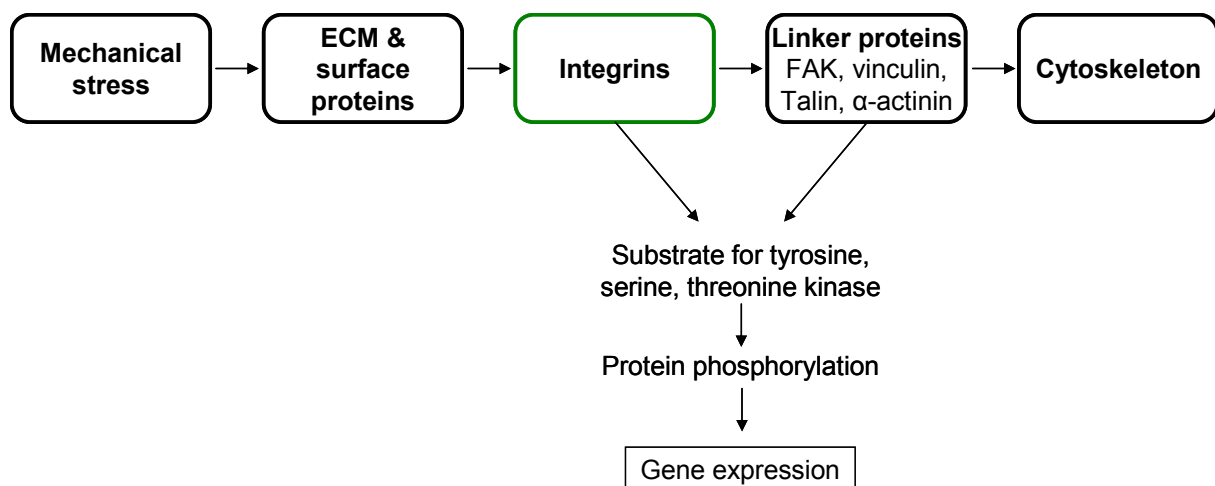 Mechanical
stress
ECM &
surface
proteins
Integrins
Linker proteins
FAK, vinculin,
Talin, α-actinin
Cytoskeleton
Substrate for tyrosine,
serine, threonine kinase
Protein phosphorylation
Gene expression